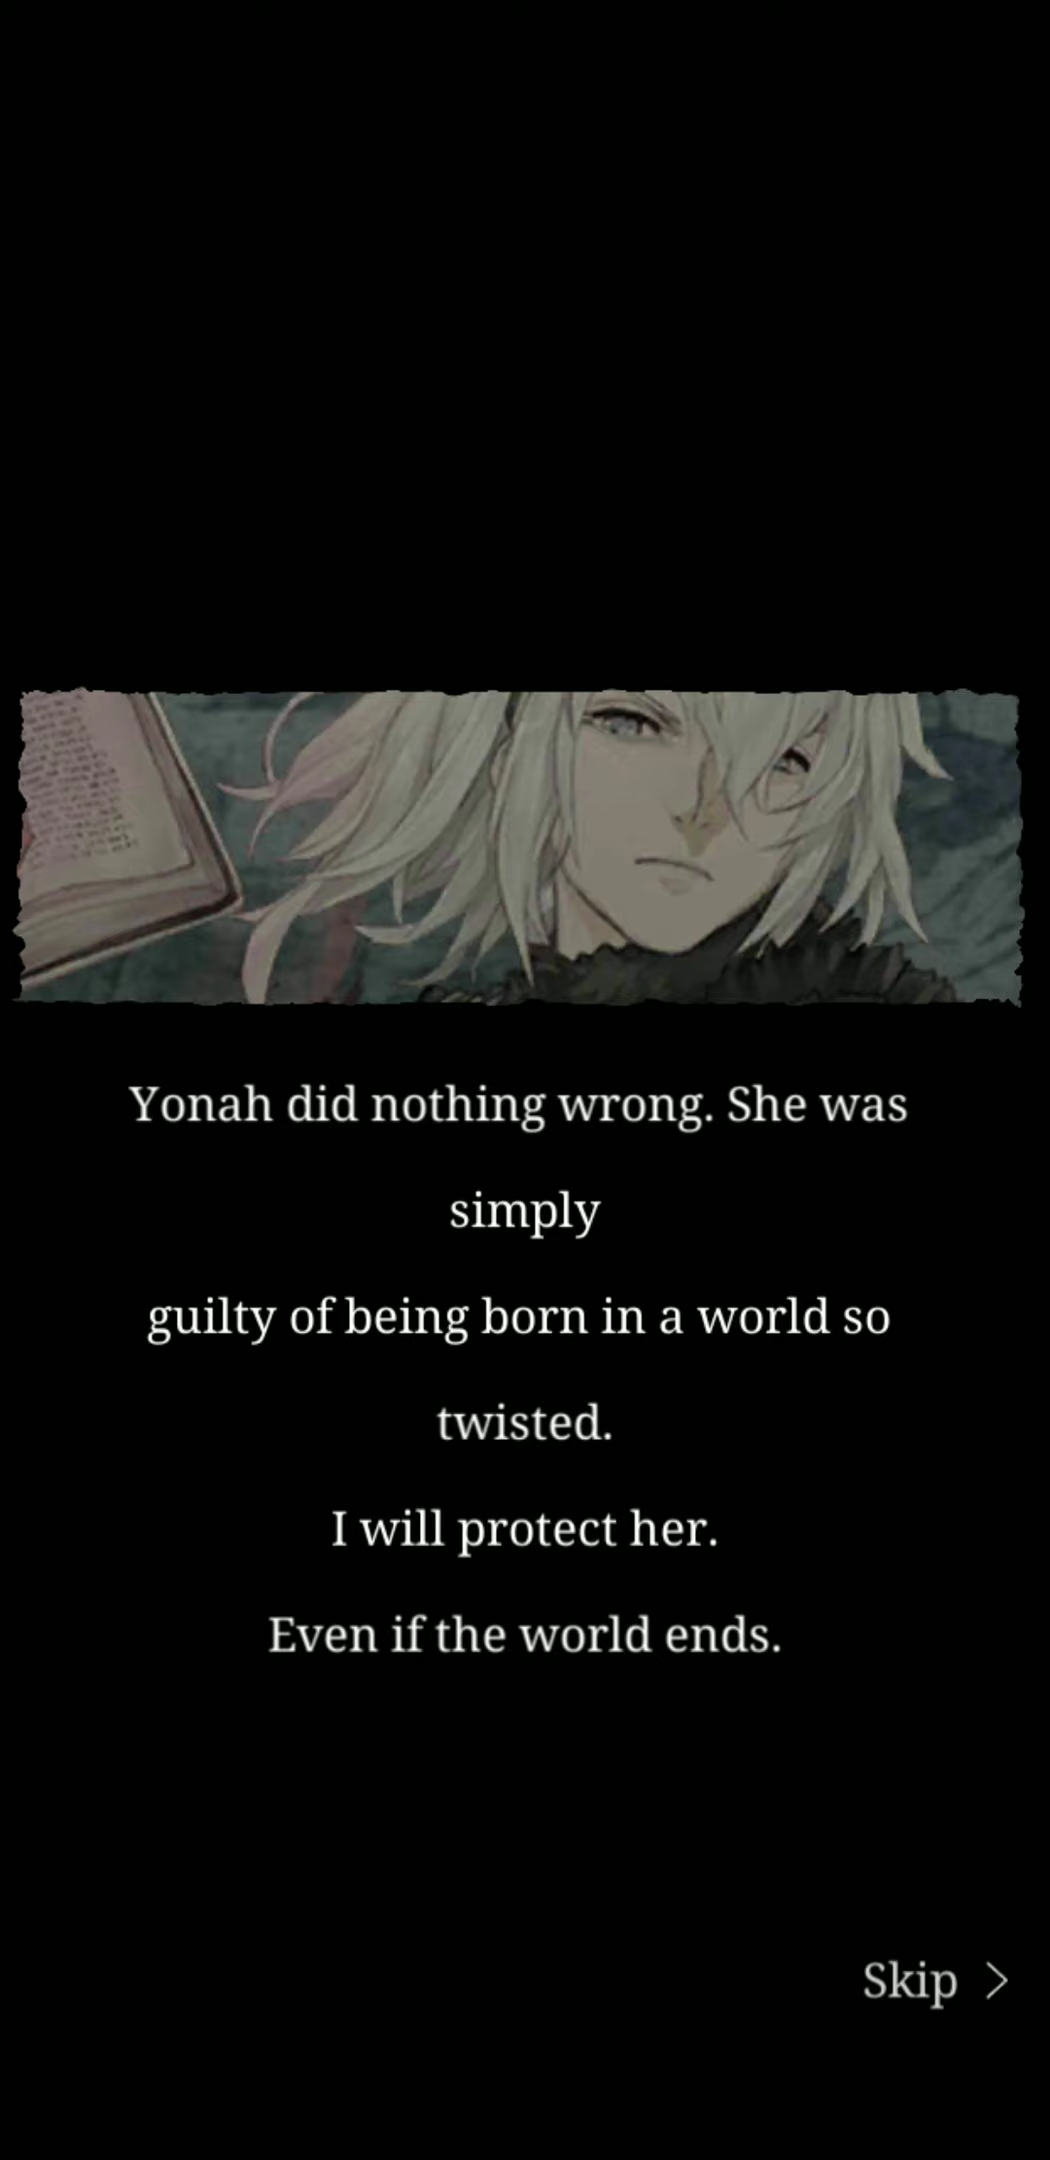 Yonah did nothing wrong. She was
simply
guilty of being born in a world so
twisted.
I will protect her.
Even if the world ends.
Skip >